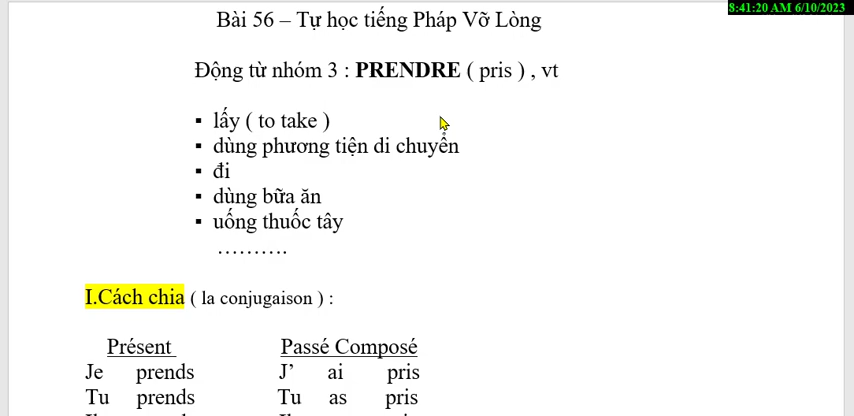 8:41:20 AM 6/10/2023
Bài 56 – Tự học tiếng Pháp Vỡ Lòng
Động từ nhóm 3 : PRENDRE ( pris ) , vt
▪ lấy ( to take )
▪ dùng phương tiện di chuyển
▪ đi
▪ dùng bữa ăn
▪ uống thuốc tây
……….
I.Cách chia ( la conjugaison ) :
Présent Passé Composé
Je prends J’ ai pris
Tu prends Tu as pris